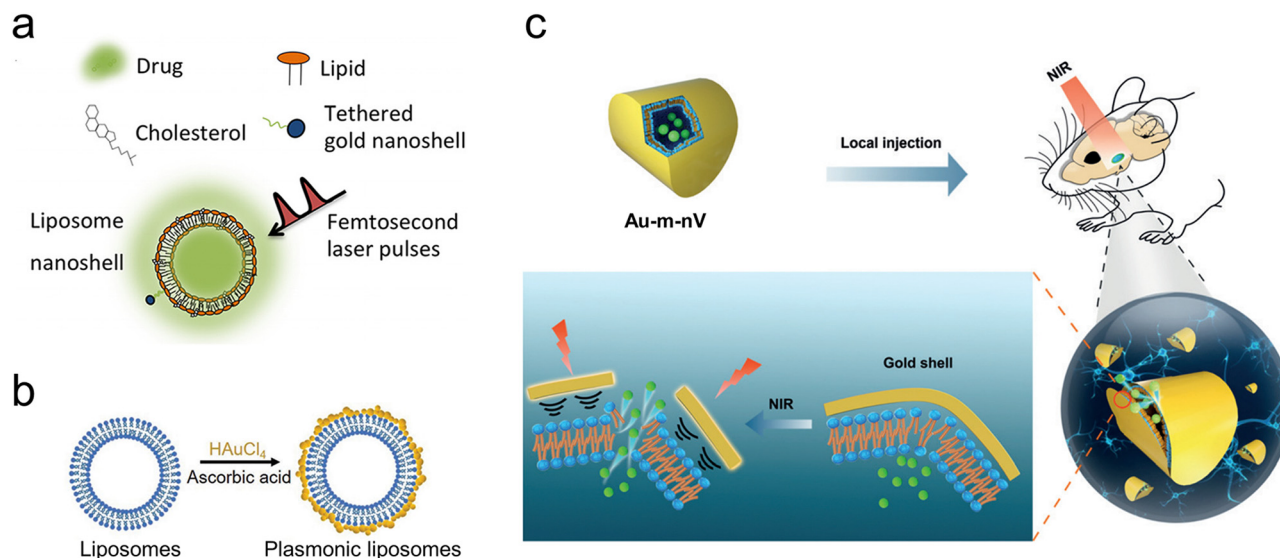 a
Drug
Lipid
Cholesterol
Tethered
gold nanoshell
Liposome
nanoshell
Femtosecond
laser pulses
b
HAuCl₄
Ascorbic acid
Liposomes
Plasmonic liposomes
c
Au-m-nV
Local injection
NIR
Gold shell
NIR